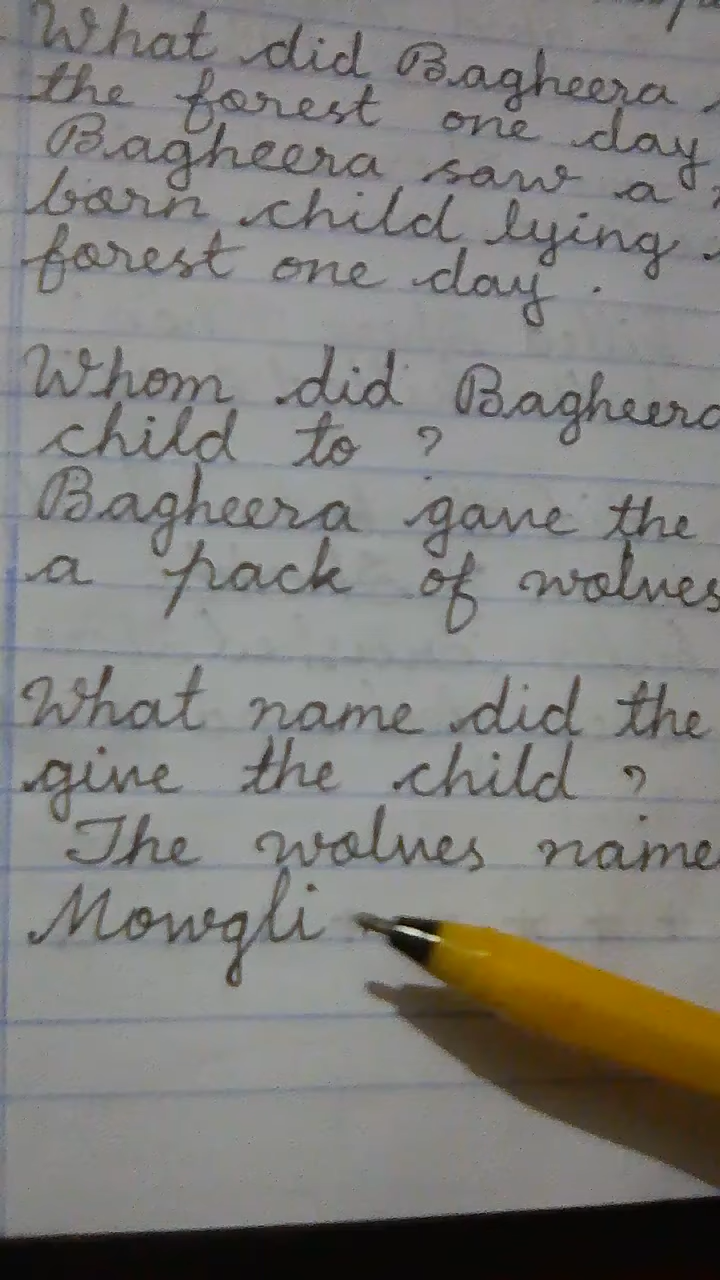 What did Bagheera
the forest one day
Bagheera saw a
born child lying
forest one day .
Whom did Bagheera
child to ?
Bagheera gave the
a pack of wolves
What name did the
give the child ?
The wolves name
Mowgli